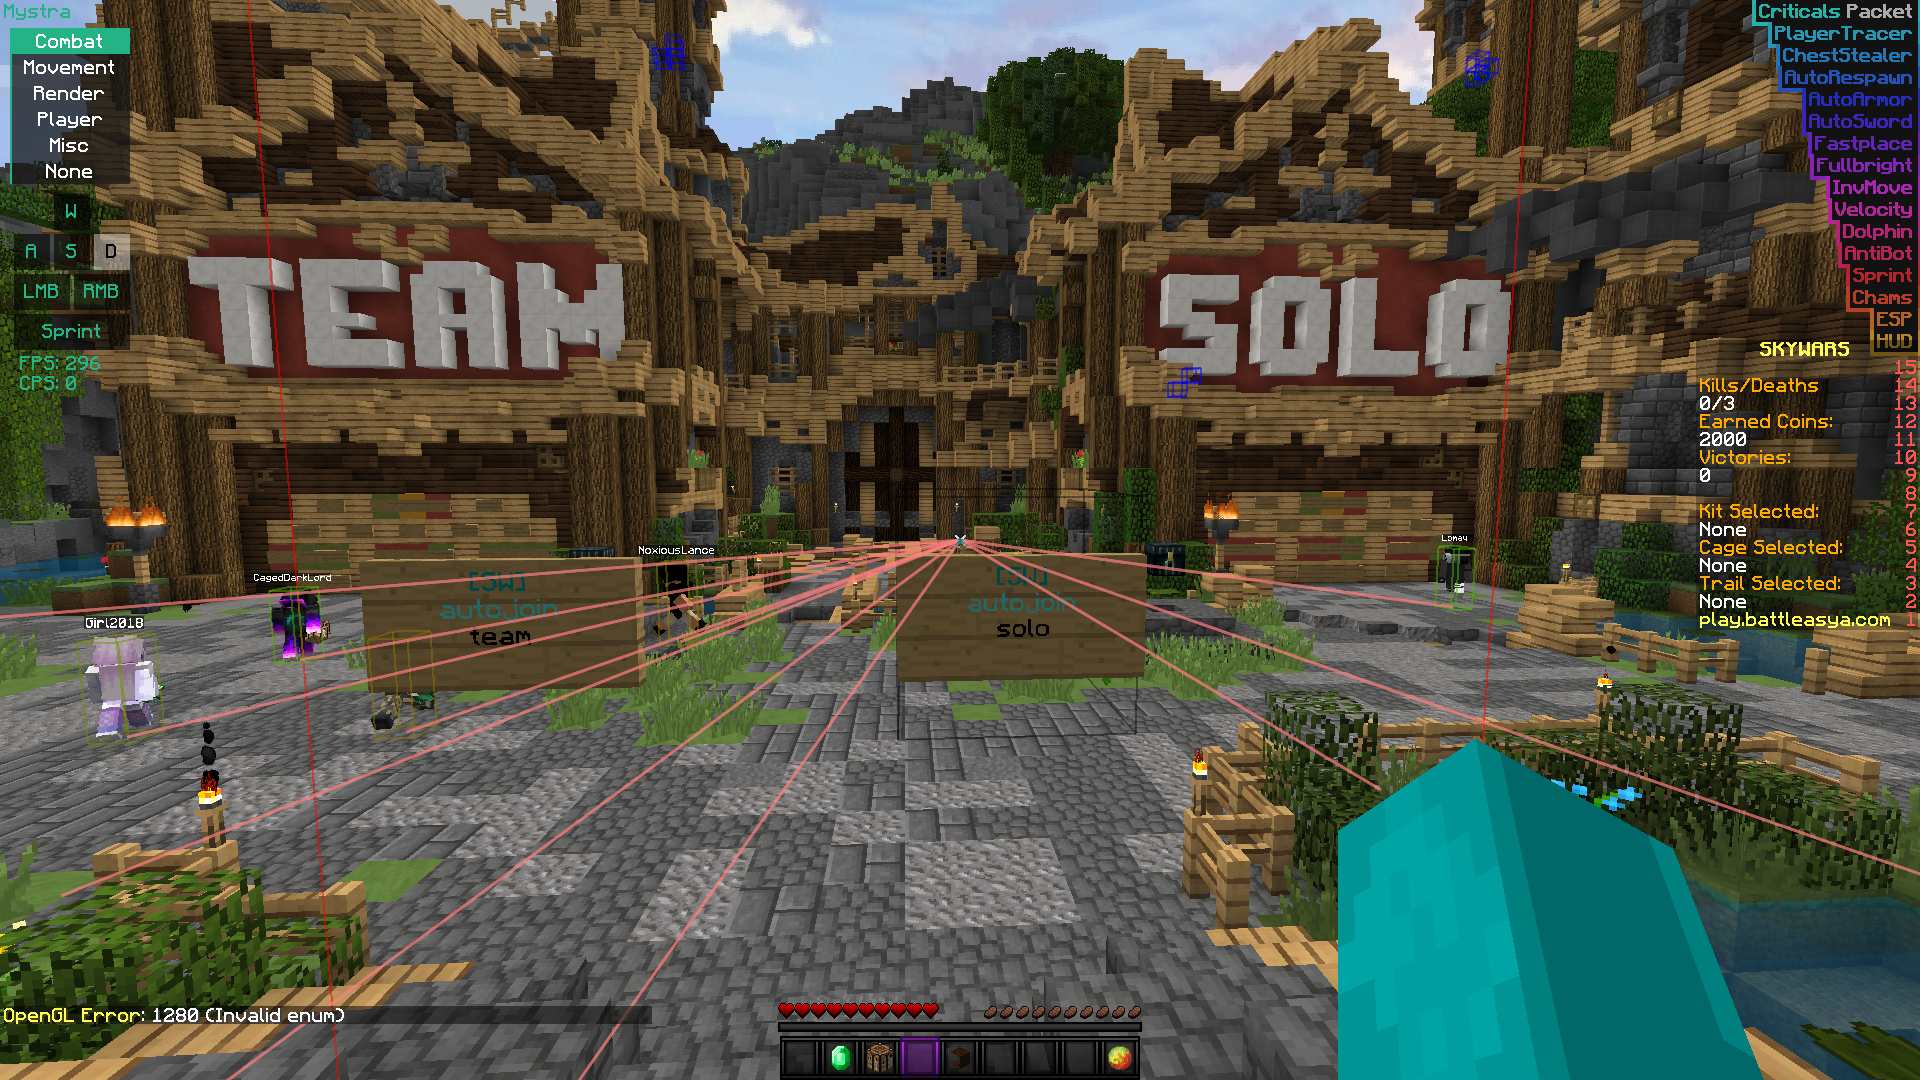 Mystra
Combat
Movement
Render
Player
Misc
None
W
A S D
LMB RMB
Sprint
FPS: 296
CPS: 0
Criticals Packet
PlayerTracer
ChestStealer
AutoRespawn
AutoArmor
AutoSword
Fastplace
Fullbright
InvMove
Velocity
Dolphin
AntiBot
Sprint
Chams
ESP
HUD
TEAM
SOLO
SKYWARS
15
Kills/Deaths 14
0/3 13
Earned Coins: 12
2000 11
Victories: 10
0 9
8
Kit Selected: 7
None 6
Cage Selected: 5
None 4
Trail Selected: 3
None 2
play.battleasya.com 1
Lomay
NoxiousLance
CagedDarkLord
Girl2018
[SW]
autojoin
team
[SW]
autojoin
solo
OpenGL Error: 1280 (Invalid enum)